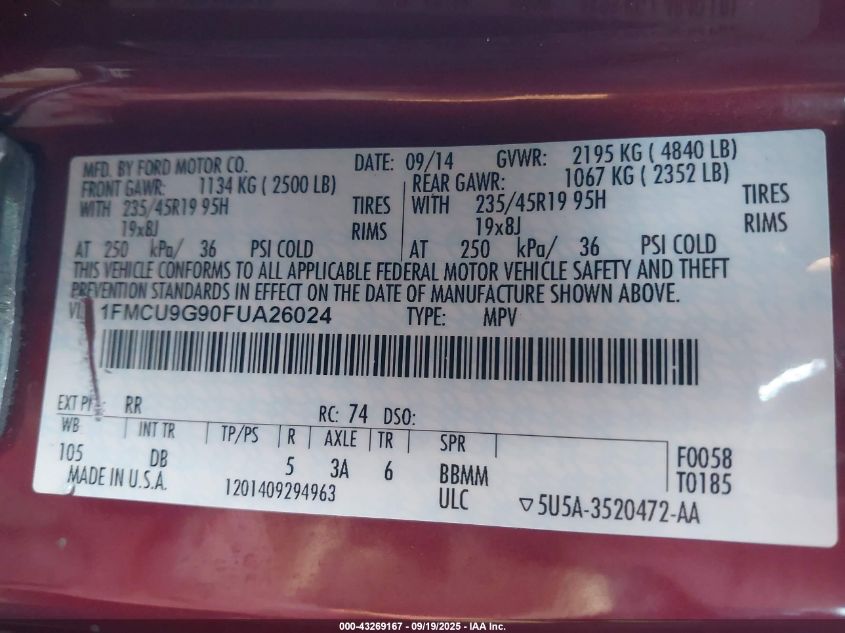 MFD. BY FORD MOTOR CO. DATE: 09/14 GVWR: 2195 KG ( 4840 LB)
FRONT GAWR: 1134 KG ( 2500 LB) REAR GAWR: 1067 KG ( 2352 LB)
WITH 235/45R19 95H TIRES WITH 235/45R19 95H TIRES
19x8J RIMS 19x8J RIMS
AT 250 kPa/ 36 PSI COLD AT 250 kPa/ 36 PSI COLD
THIS VEHICLE CONFORMS TO ALL APPLICABLE FEDERAL MOTOR VEHICLE SAFETY AND THEFT
PREVENTION STANDARDS IN EFFECT ON THE DATE OF MANUFACTURE SHOWN ABOVE.
1FMCU9G90FUA26024 TYPE: MPV
EXT RR RC: 74 DSO:
WB INT TR TP/PS R AXLE TR SPR
105 DB 5 3A 6 BBMM F0058
MADE IN U.S.A. 1201409294963 ULC T0185
▽5U5A-3520472-AA
000-43269167 - 09/19/2025 - IAA Inc.